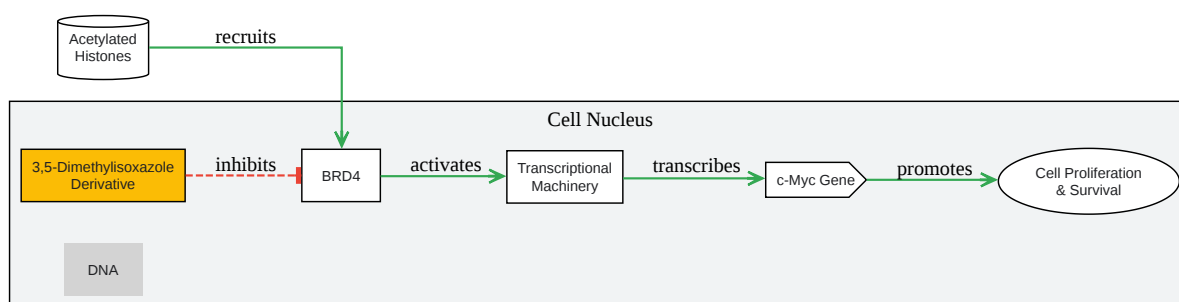 Acetylated
Histones
recruits
Cell Nucleus
3,5-Dimethylisoxazole
Derivative
inhibits
BRD4
activates
Transcriptional
Machinery
transcribes
c-Myc Gene
promotes
Cell Proliferation
& Survival
DNA